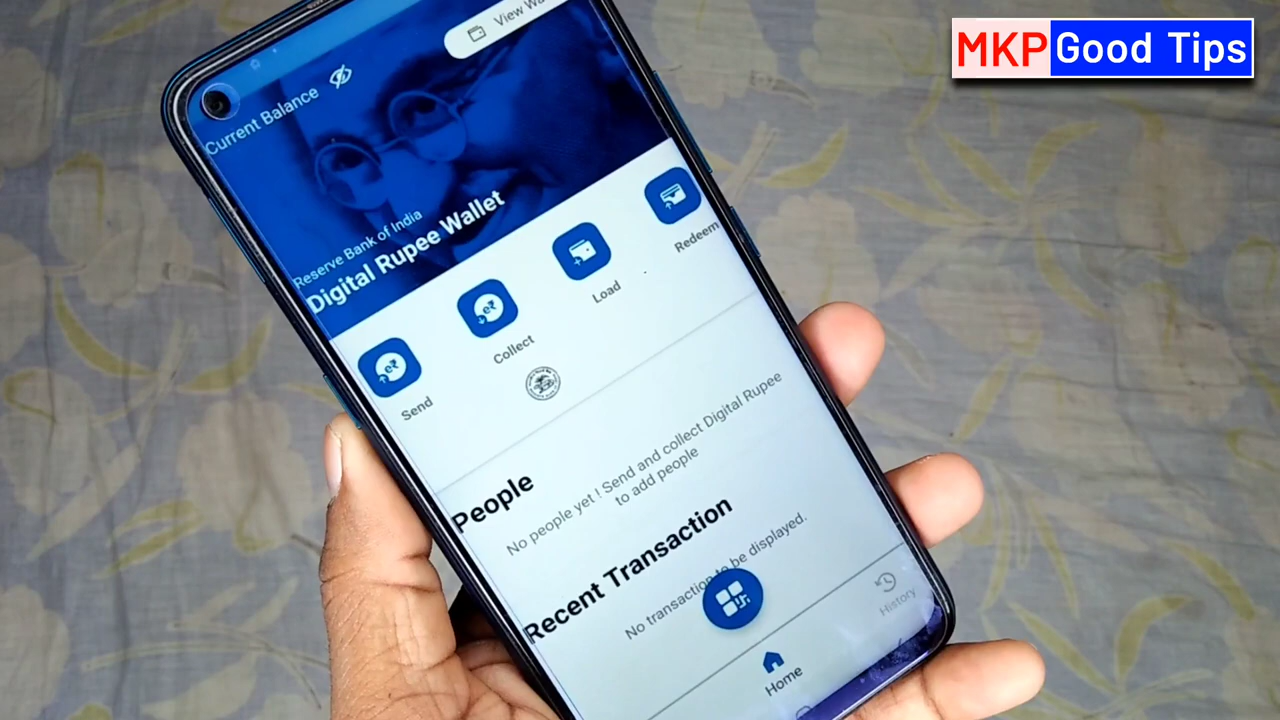 MKP Good Tips
View Wa
Current Balance
Reserve Bank of India
Digital Rupee Wallet
Send
Collect
Load
Redeem
People
No people yet ! Send and collect Digital Rupee
to add people
Recent Transaction
No transaction to be displayed.
Home
History